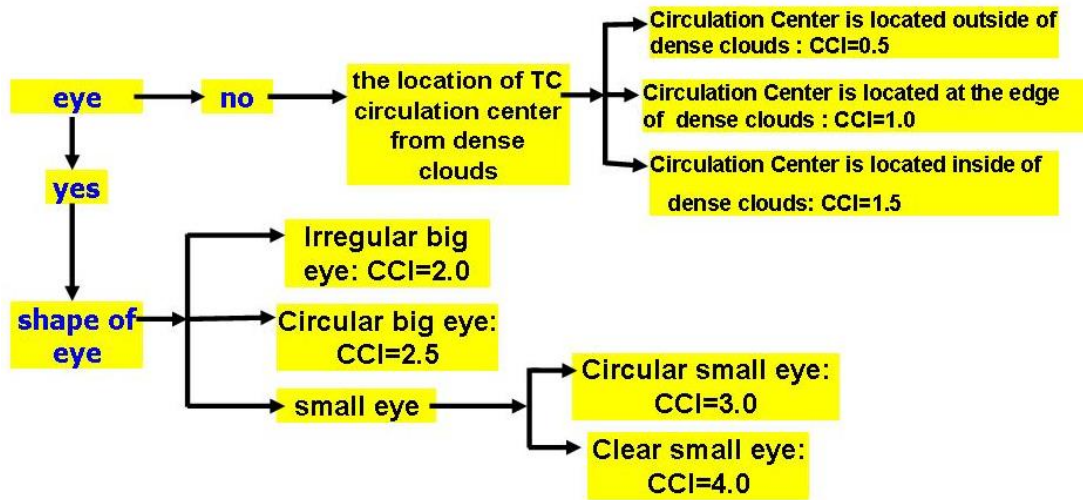 eye
no
the location of TC
circulation center
from dense
clouds
Circulation Center is located outside of
dense clouds : CCI=0.5
Circulation Center is located at the edge
of dense clouds : CCI=1.0
Circulation Center is located inside of
dense clouds: CCI=1.5
yes
shape of
eye
Irregular big
eye: CCI=2.0
Circular big eye:
CCI=2.5
small eye
Circular small eye:
CCI=3.0
Clear small eye:
CCI=4.0